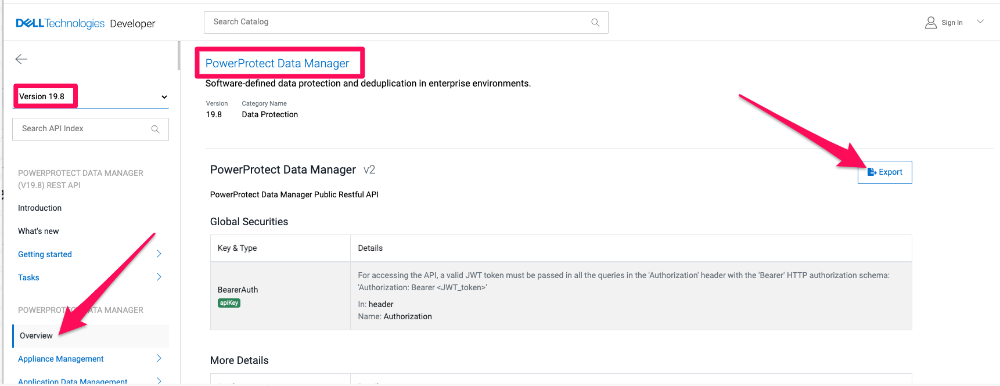 DELLTechnologies Developer
Search Catalog
Sign In
Version 19.8
Search API Index
POWERPROTECT DATA MANAGER
(V19.8) REST API
Introduction
What's new
Getting started
Tasks
POWERPROTECT DATA MANAGER
Overview
Appliance Management
Application Data Management
PowerProtect Data Manager
Software-defined data protection and deduplication in enterprise environments.
Version Category Name
19.8 Data Protection
PowerProtect Data Manager v2
Export
PowerProtect Data Manager Public Restful API
Global Securities
Key & Type Details
BearerAuth
apiKey
For accessing the API, a valid JWT token must be passed in all the queries in the 'Authorization' header with the 'Bearer' HTTP authorization schema:
'Authorization: Bearer <JWT_token>'
In: header
Name: Authorization
More Details